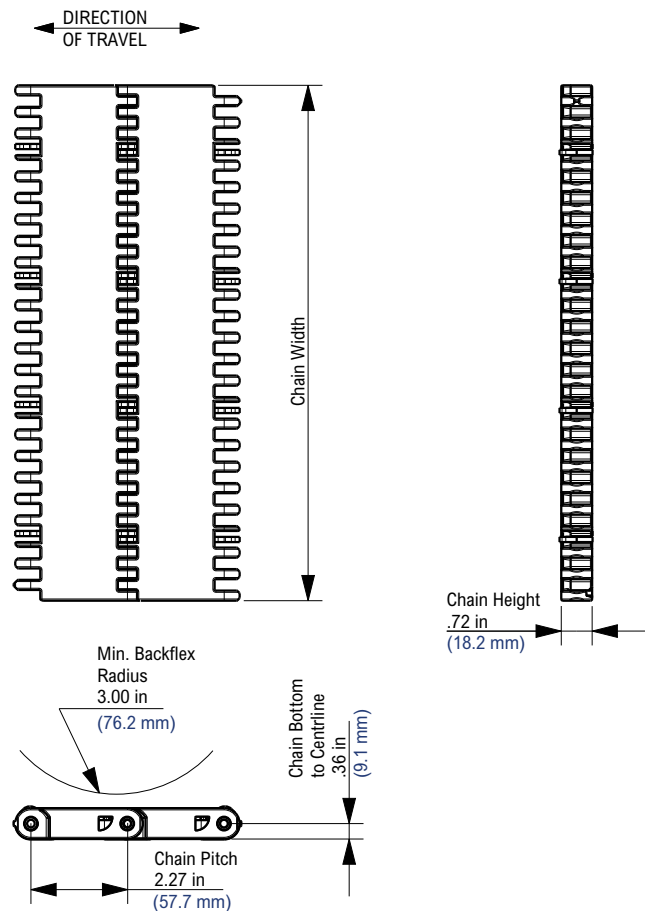 DIRECTION
OF TRAVEL
Chain Width
Chain Height
.72 in
(18.2 mm)
Min. Backflex
Radius
3.00 in
(76.2 mm)
Chain Bottom
to Centrline
.36 in
(9.1 mm)
Chain Pitch
2.27 in
(57.7 mm)